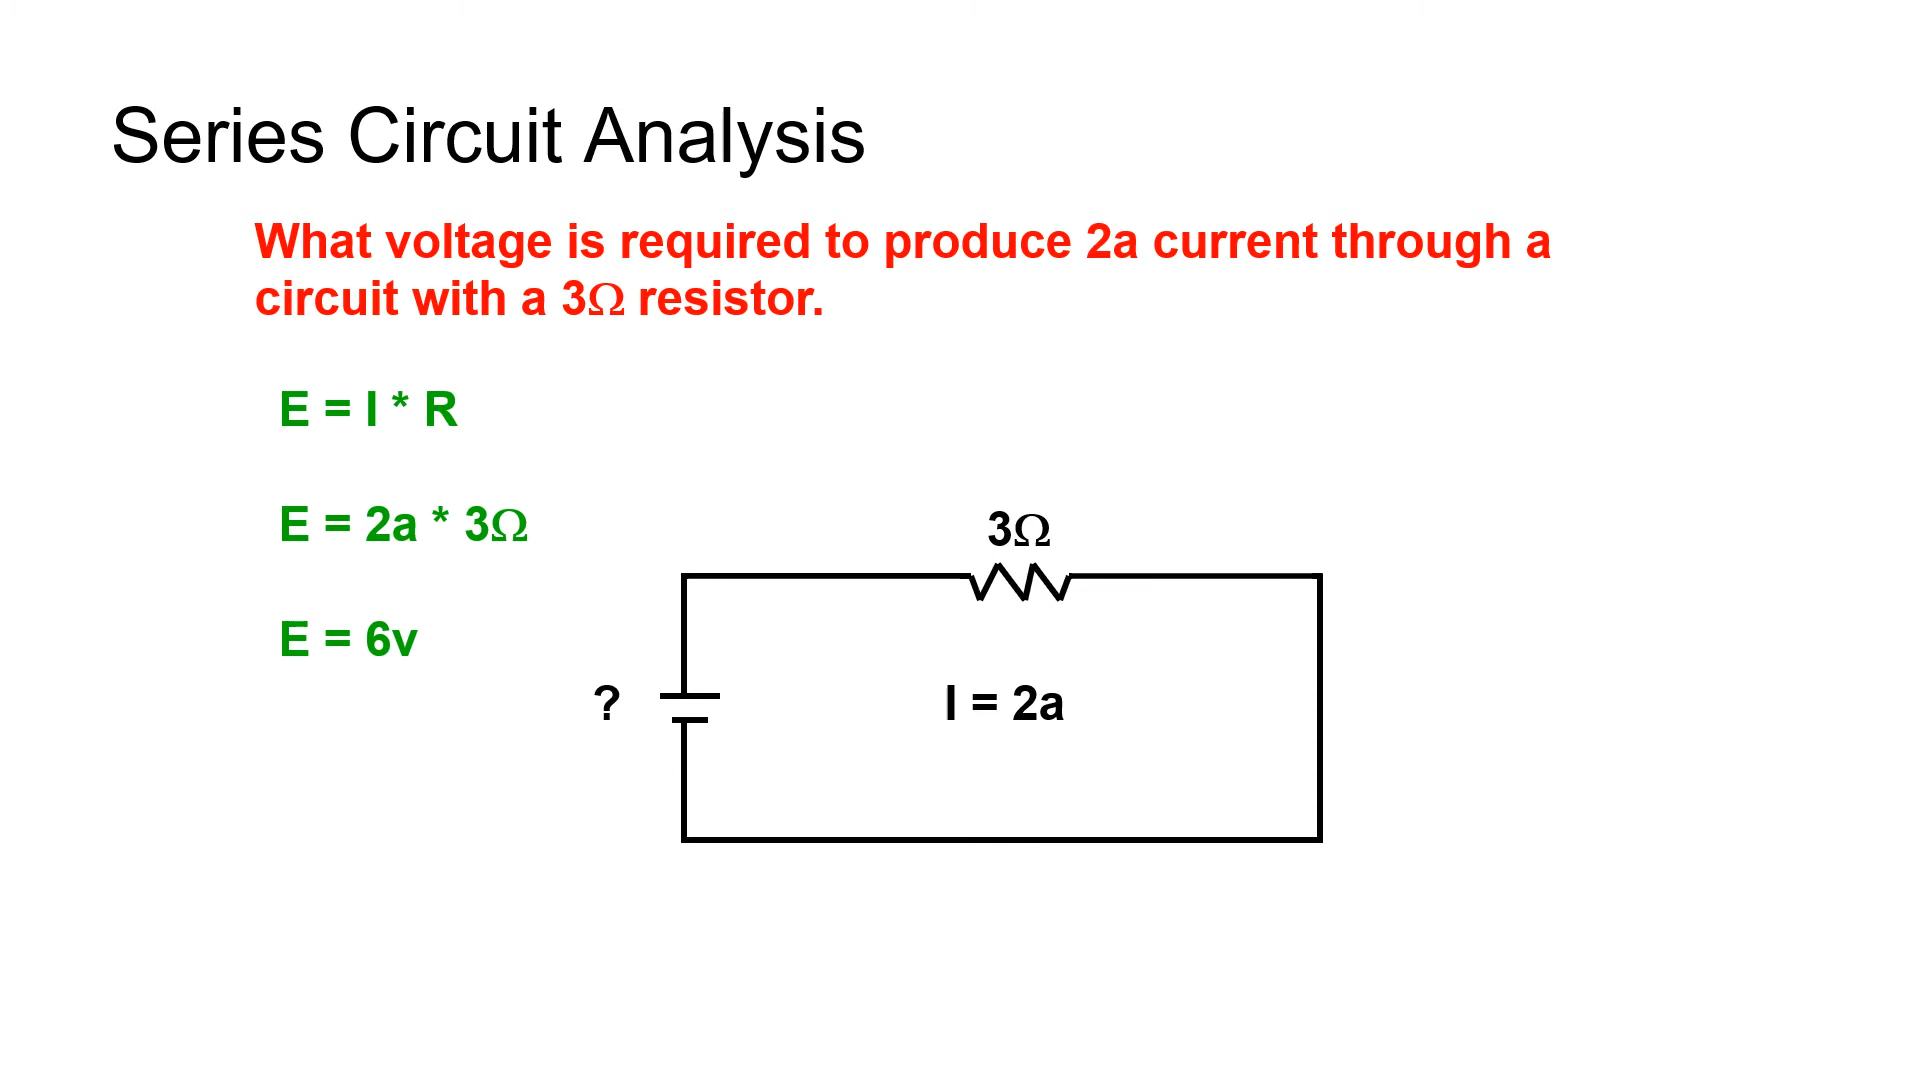 Series Circuit Analysis
What voltage is required to produce 2a current through a
circuit with a 3Ω resistor.
E = I * R
E = 2a * 3Ω
E = 6v
3Ω
?
I = 2a